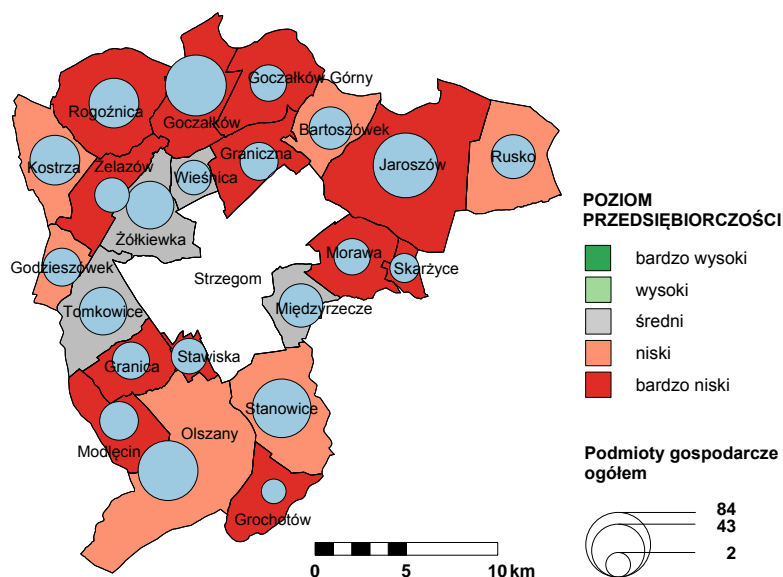 Goczałków Górny
Rogoźnica
Goczałków
Bartoszówek
Graniczna
Kostrza
Żelazów
Wieśnica
Jaroszów
Rusko
Żółkiewka
Godzieszówek
Morawa
Skarżyce
Strzegom
Tomkowice
Międzyrzecze
Granica
Stawiska
Stanowice
Olszany
Modlęcin
Grochotów
0 5 10 km
POZIOM
PRZEDSIĘBIORCZOŚCI
bardzo wysoki
wysoki
średni
niski
bardzo niski
Podmioty gospodarcze
ogółem
84
43
2